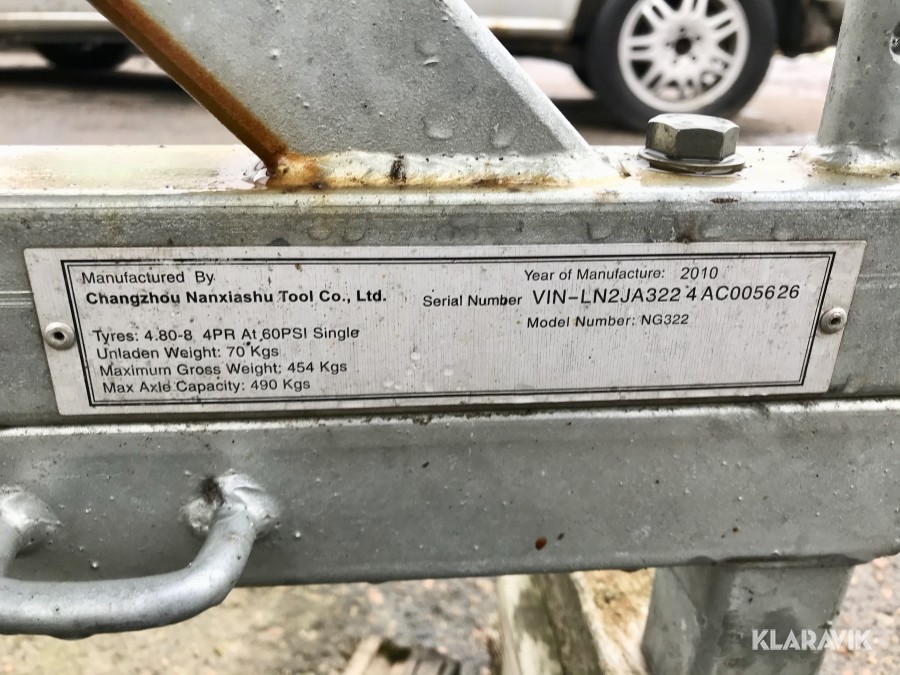 Manufactured By
Changzhou Nanxiashu Tool Co., Ltd.
Tyres: 4.80-8 4PR At 60PSI Single
Unladen Weight: 70 Kgs
Maximum Gross Weight: 454 Kgs
Max Axle Capacity: 490 Kgs
Year of Manufacture: 2010
Serial Number VIN-LN2JA322 4 AC005626
Model Number: NG322
KLARAVIK